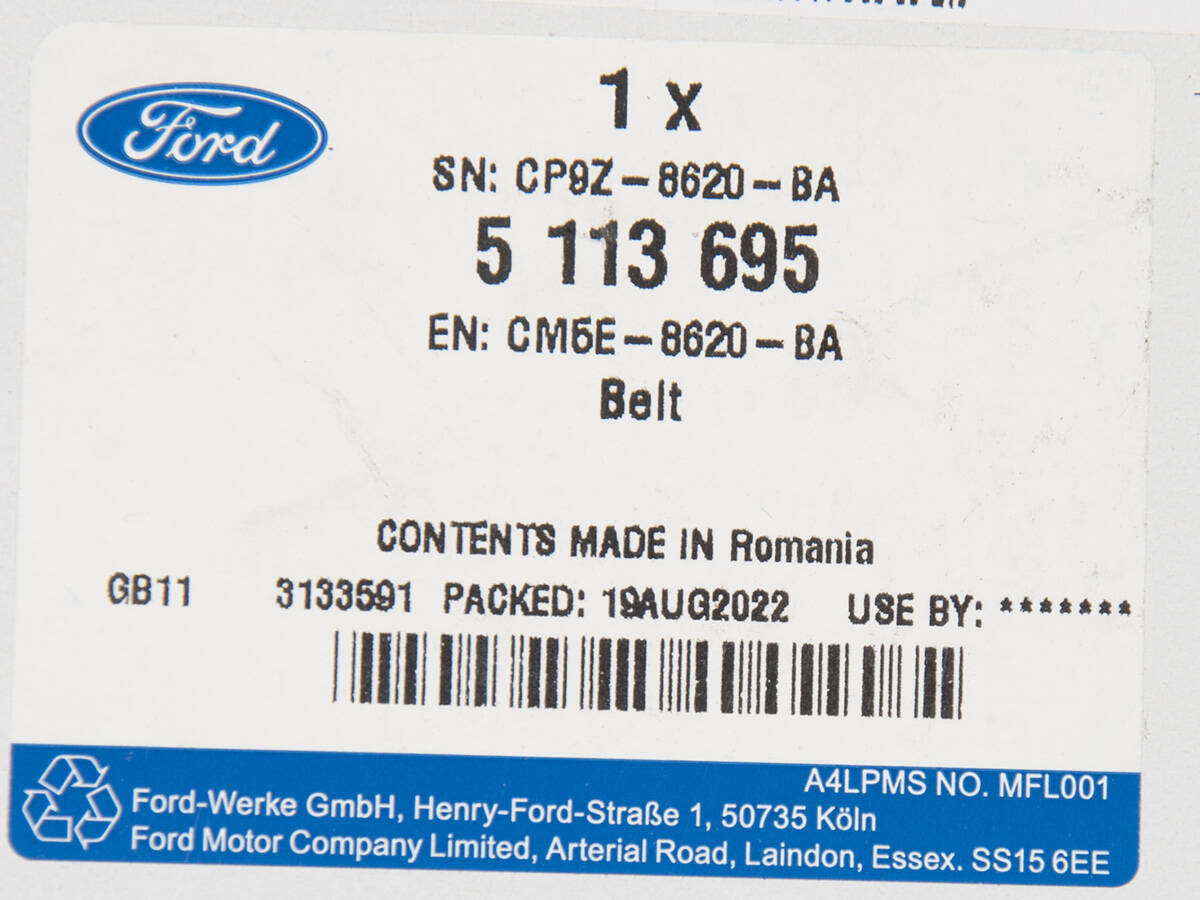 Ford
1 x
SN: CP9Z-8620-BA
5 113 695
EN: CM5E-8620-BA
Belt
CONTENTS MADE IN Romania
GB11 3133591 PACKED: 19AUG2022 USE BY: *******
A4LPMS NO. MFL001
Ford-Werke GmbH, Henry-Ford-Straße 1, 50735 Köln
Ford Motor Company Limited, Arterial Road, Laindon, Essex. SS15 6EE